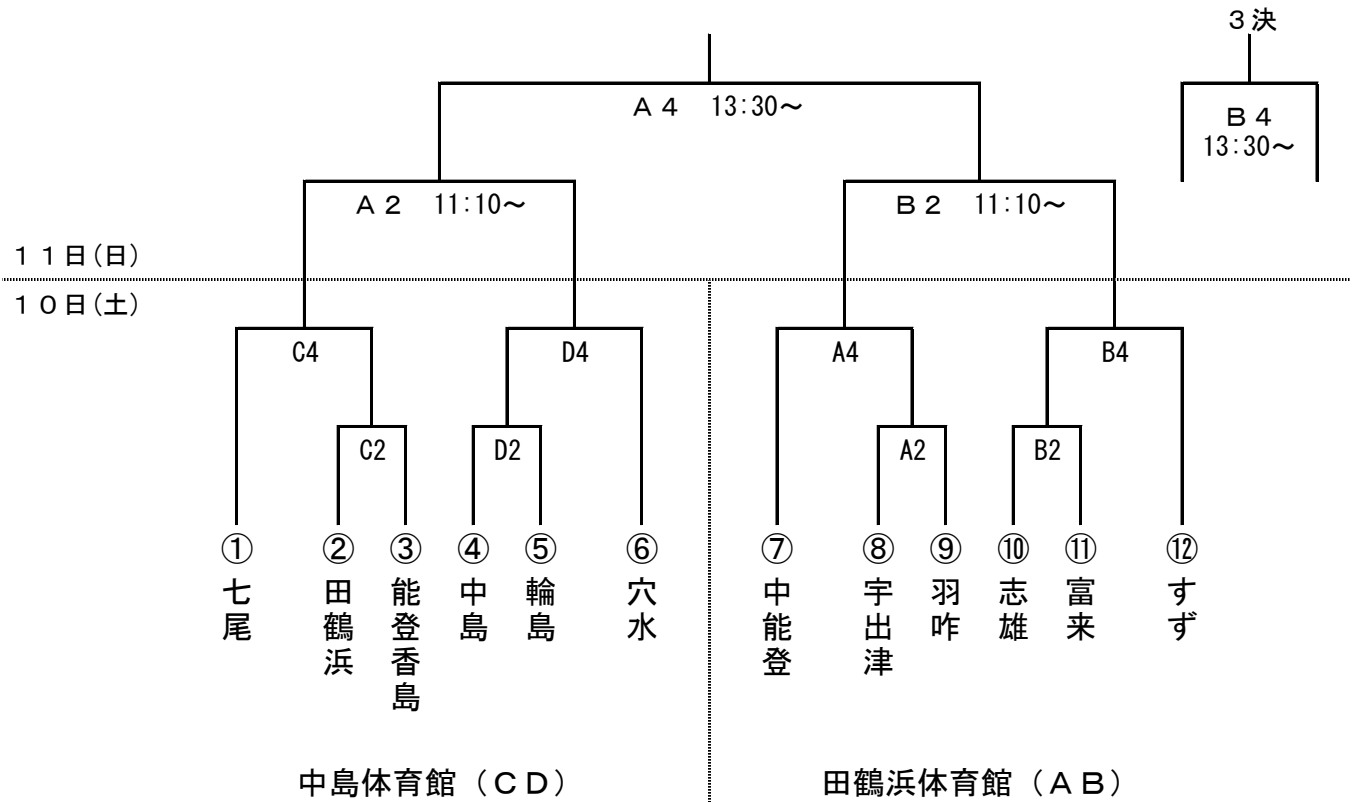 ３決
Ａ４　13:30～
Ｂ４
13:30～
Ａ２　11:10～
Ｂ２　11:10～
１１日(日)
１０日(土)
C4
D4
A4
B4
C2
D2
A2
B2
①
②
③
④
⑤
⑥
⑦
⑧
⑨
⑩
⑪
⑫
七尾
田鶴浜
能登香島
中島
輪島
穴水
中能登
宇出津
羽咋
志雄
富来
すず
中島体育館（ＣＤ）
田鶴浜体育館（ＡＢ）